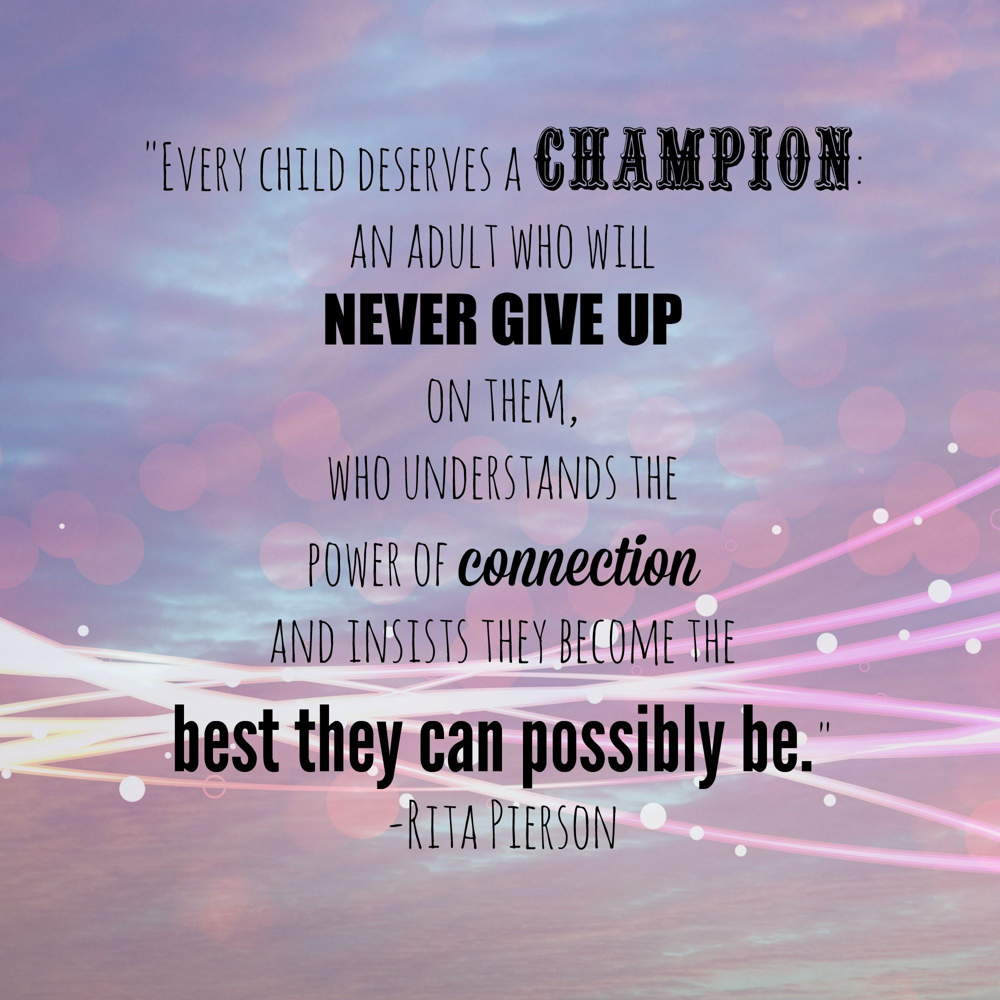 "EVERY CHILD DESERVES A CHAMPION:
AN ADULT WHO WILL
NEVER GIVE UP
ON THEM,
WHO UNDERSTANDS THE
POWER OF connection
AND INSISTS THEY BECOME THE
best they can possibly be."
-RITA PIERSON